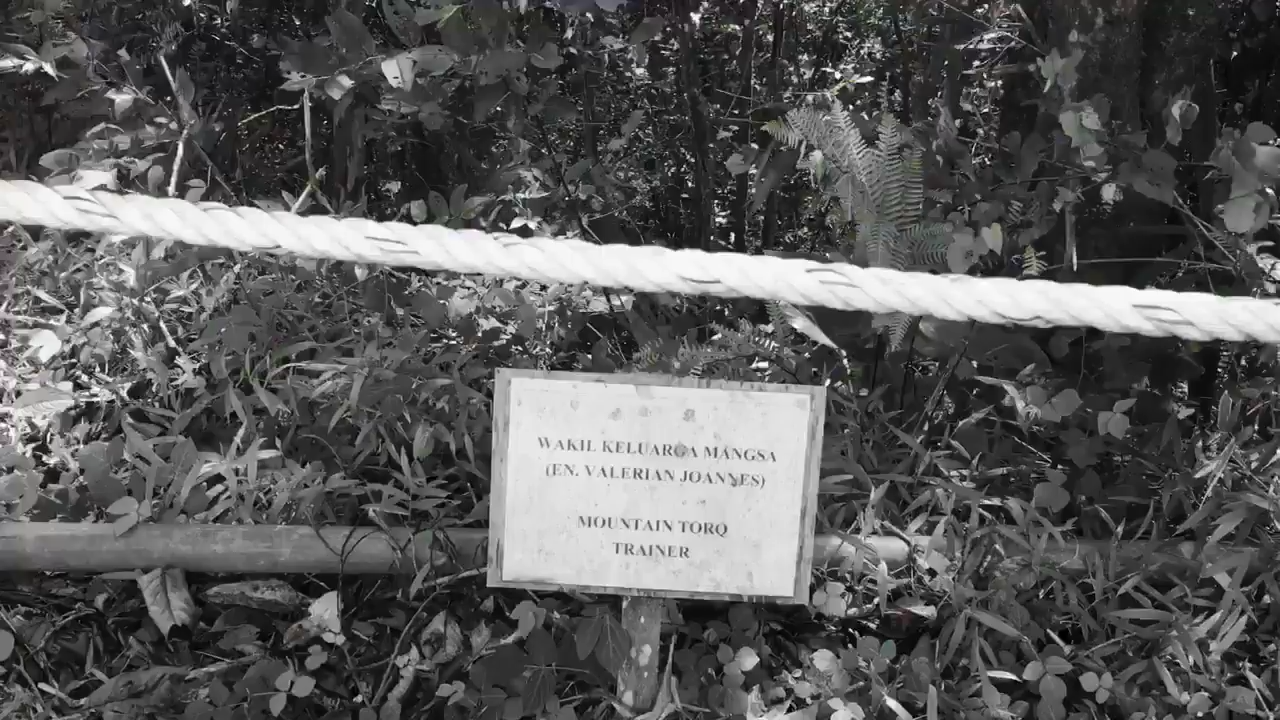 WAKIL KELUARGA MANGSA
(EN. VALERIAN JOANNES)
MOUNTAIN TORQ
TRAINER